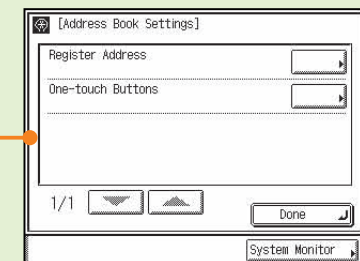 [Address Book Settings]
Register Address
One-touch Buttons
1/1
Done
System Monitor